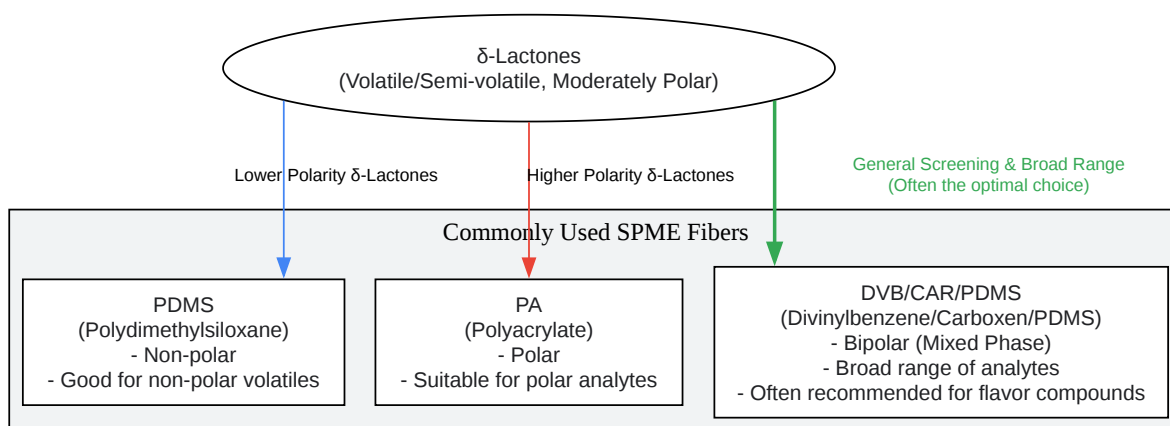 δ-Lactones
(Volatile/Semi-volatile, Moderately Polar)
Lower Polarity δ-Lactones
Higher Polarity δ-Lactones
General Screening & Broad Range
(Often the optimal choice)
Commonly Used SPME Fibers
PDMS
(Polydimethylsiloxane)
- Non-polar
- Good for non-polar volatiles
PA
(Polyacrylate)
- Polar
- Suitable for polar analytes
DVB/CAR/PDMS
(Divinylbenzene/Carboxen/PDMS)
- Bipolar (Mixed Phase)
- Broad range of analytes
- Often recommended for flavor compounds